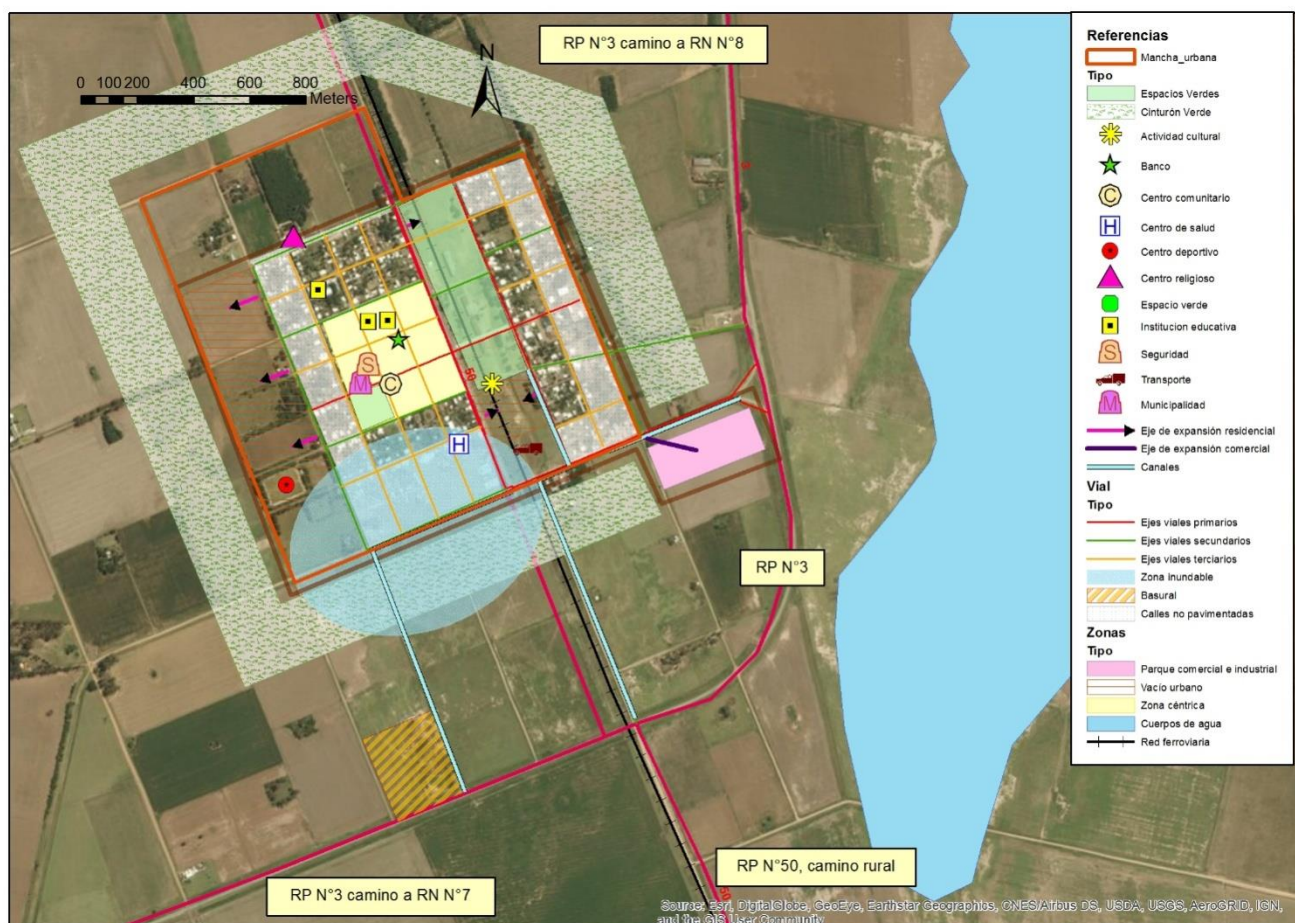 RP N°3 camino a RN N°8
N
0 100 200 400 600 800
Meters
50
H
S
M
C
RP N°3
RP N°50, camino rural
50
RP N°3 camino a RN N°7
Source: Esri, DigitalGlobe, GeoEye, Earthstar Geographics, CNES/Airbus DS, USDA, USGS, AeroGRID, IGN,
and the GIS User Community
Referencias
Mancha_urbana
Tipo
Espacios Verdes
Cinturón Verde
Actividad cultural
Banco
C
Centro comunitario
H
Centro de salud
Centro deportivo
Centro religioso
Espacio verde
Institucion educativa
S
Seguridad
Transporte
M
Municipalidad
Eje de expansión residencial
Eje de expansión comercial
Canales
Vial
Tipo
Ejes viales primarios
Ejes viales secundarios
Ejes viales terciarios
Zona inundable
Basural
Calles no pavimentadas
Zonas
Tipo
Parque comercial e industrial
Vacío urbano
Zona céntrica
Cuerpos de agua
Red ferroviaria